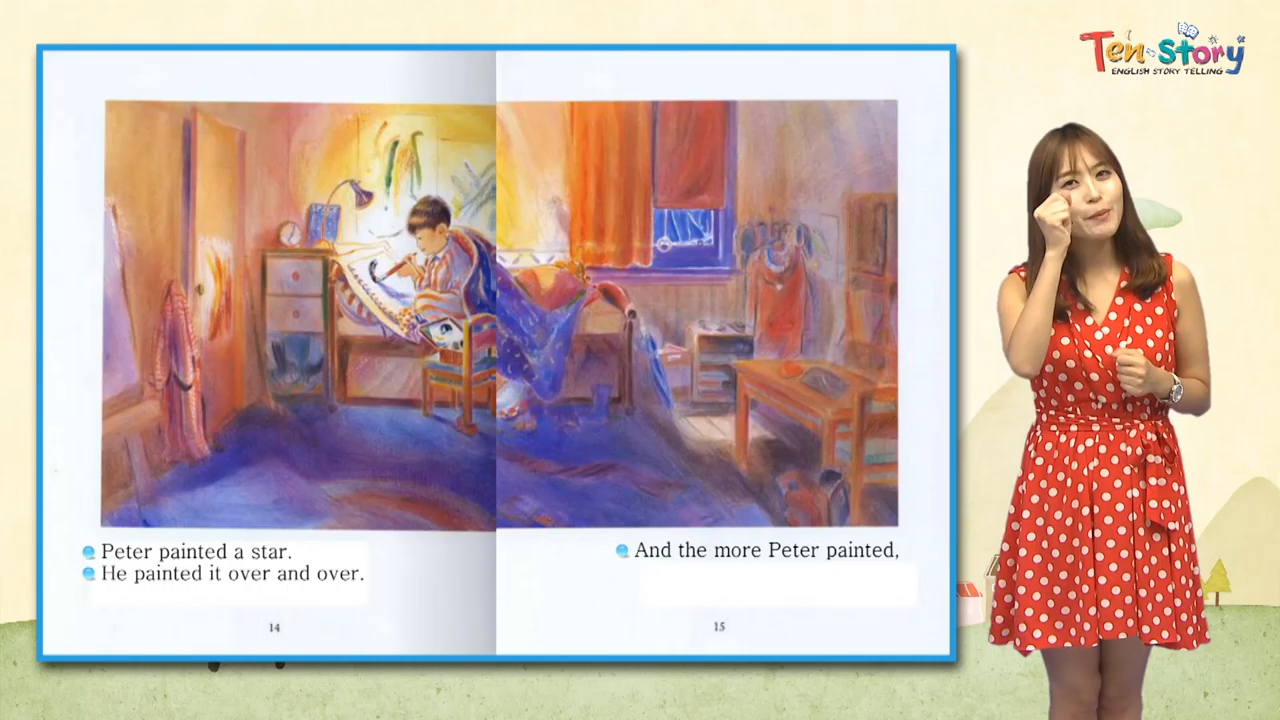 Ten Story
ENGLISH STORY TELLING
Peter painted a star.
He painted it over and over.
And the more Peter painted,
14
15